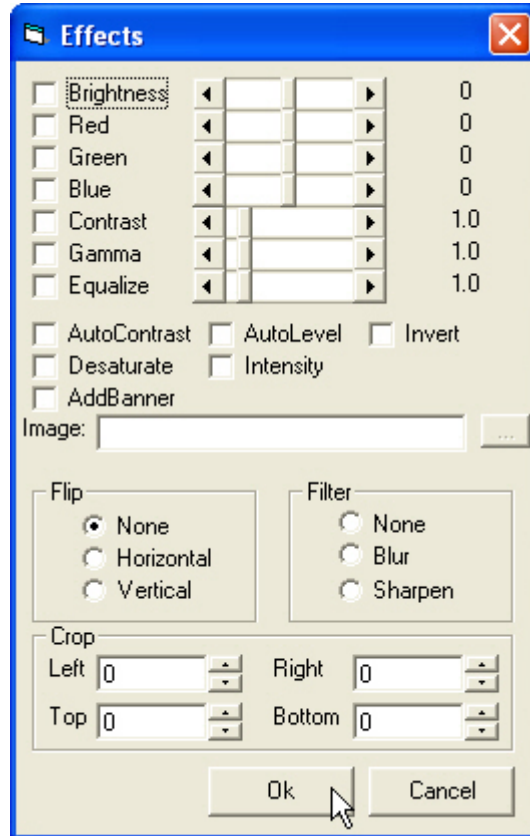 Effects
Brightness 0
Red 0
Green 0
Blue 0
Contrast 1.0
Gamma 1.0
Equalize 1.0
AutoContrast AutoLevel Invert
Desaturate Intensity
AddBanner
Image: ...
Flip Filter
None None
Horizontal Blur
Vertical Sharpen
Crop
Left 0 Right 0
Top 0 Bottom 0
Ok Cancel